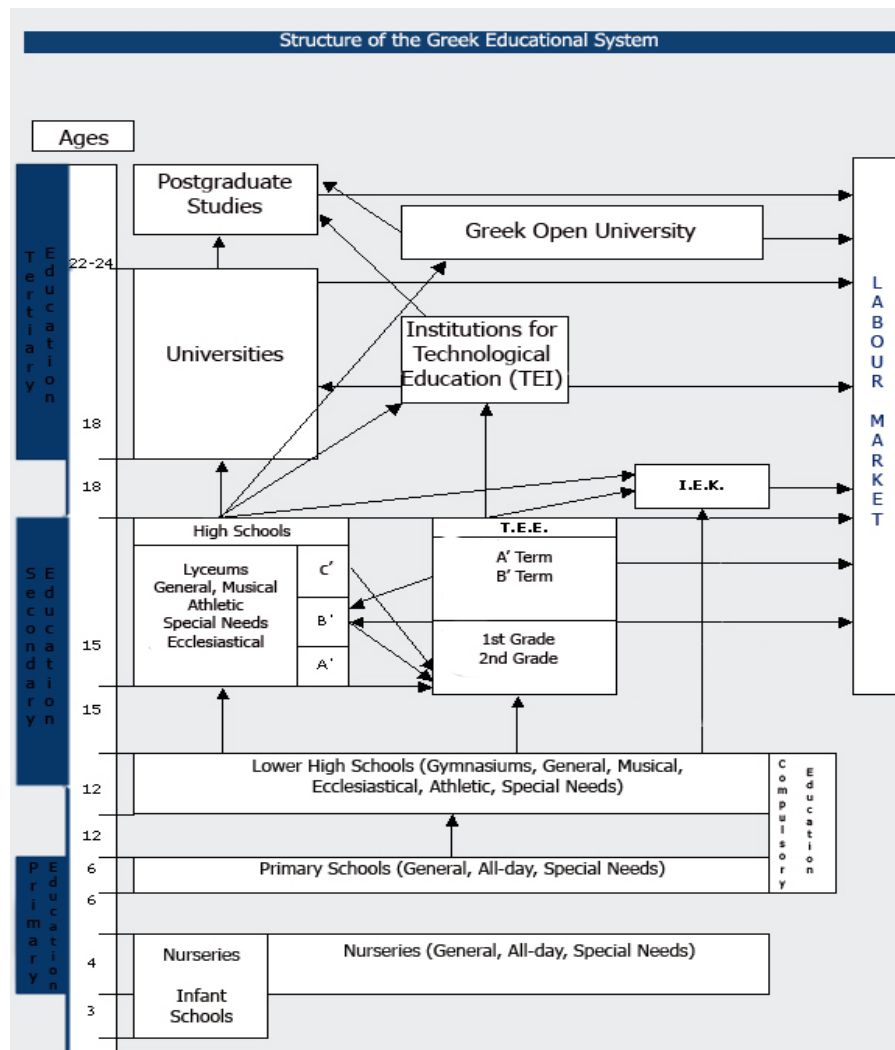 Structure of the Greek Educational System
Ages
Tertiary
Education
22-24
18
18
Postgraduate
Studies
Greek Open University
Universities
Institutions for
Technological
Education (TEI)
I.E.K.
LABOUR MARKET
Secondary
Education
15
15
12
12
High Schools
Lyceums
General, Musical
Athletic
Special Needs
Ecclesiastical
C'
B'
A'
T.E.E.
A' Term
B' Term
1st Grade
2nd Grade
Lower High Schools (Gymnasiums, General, Musical,
Ecclesiastical, Athletic, Special Needs)
Compulsory
Education
Primary
Education
6
6
4
3
Primary Schools (General, All-day, Special Needs)
Nurseries
Infant
Schools
Nurseries (General, All-day, Special Needs)